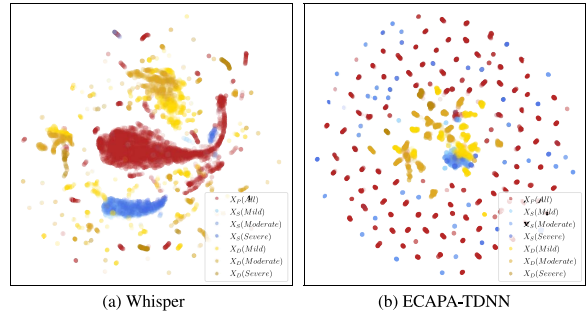 X_P(All)
X_S(Mild)
X_S(Moderate)
X_S(Severe)
X_D(Mild)
X_D(Moderate)
X_D(Severe)
X_P(All)
X_S(Mild)
X_S(Moderate)
X_S(Severe)
X_D(Mild)
X_D(Moderate)
X_D(Severe)
(a) Whisper
(b) ECAPA-TDNN